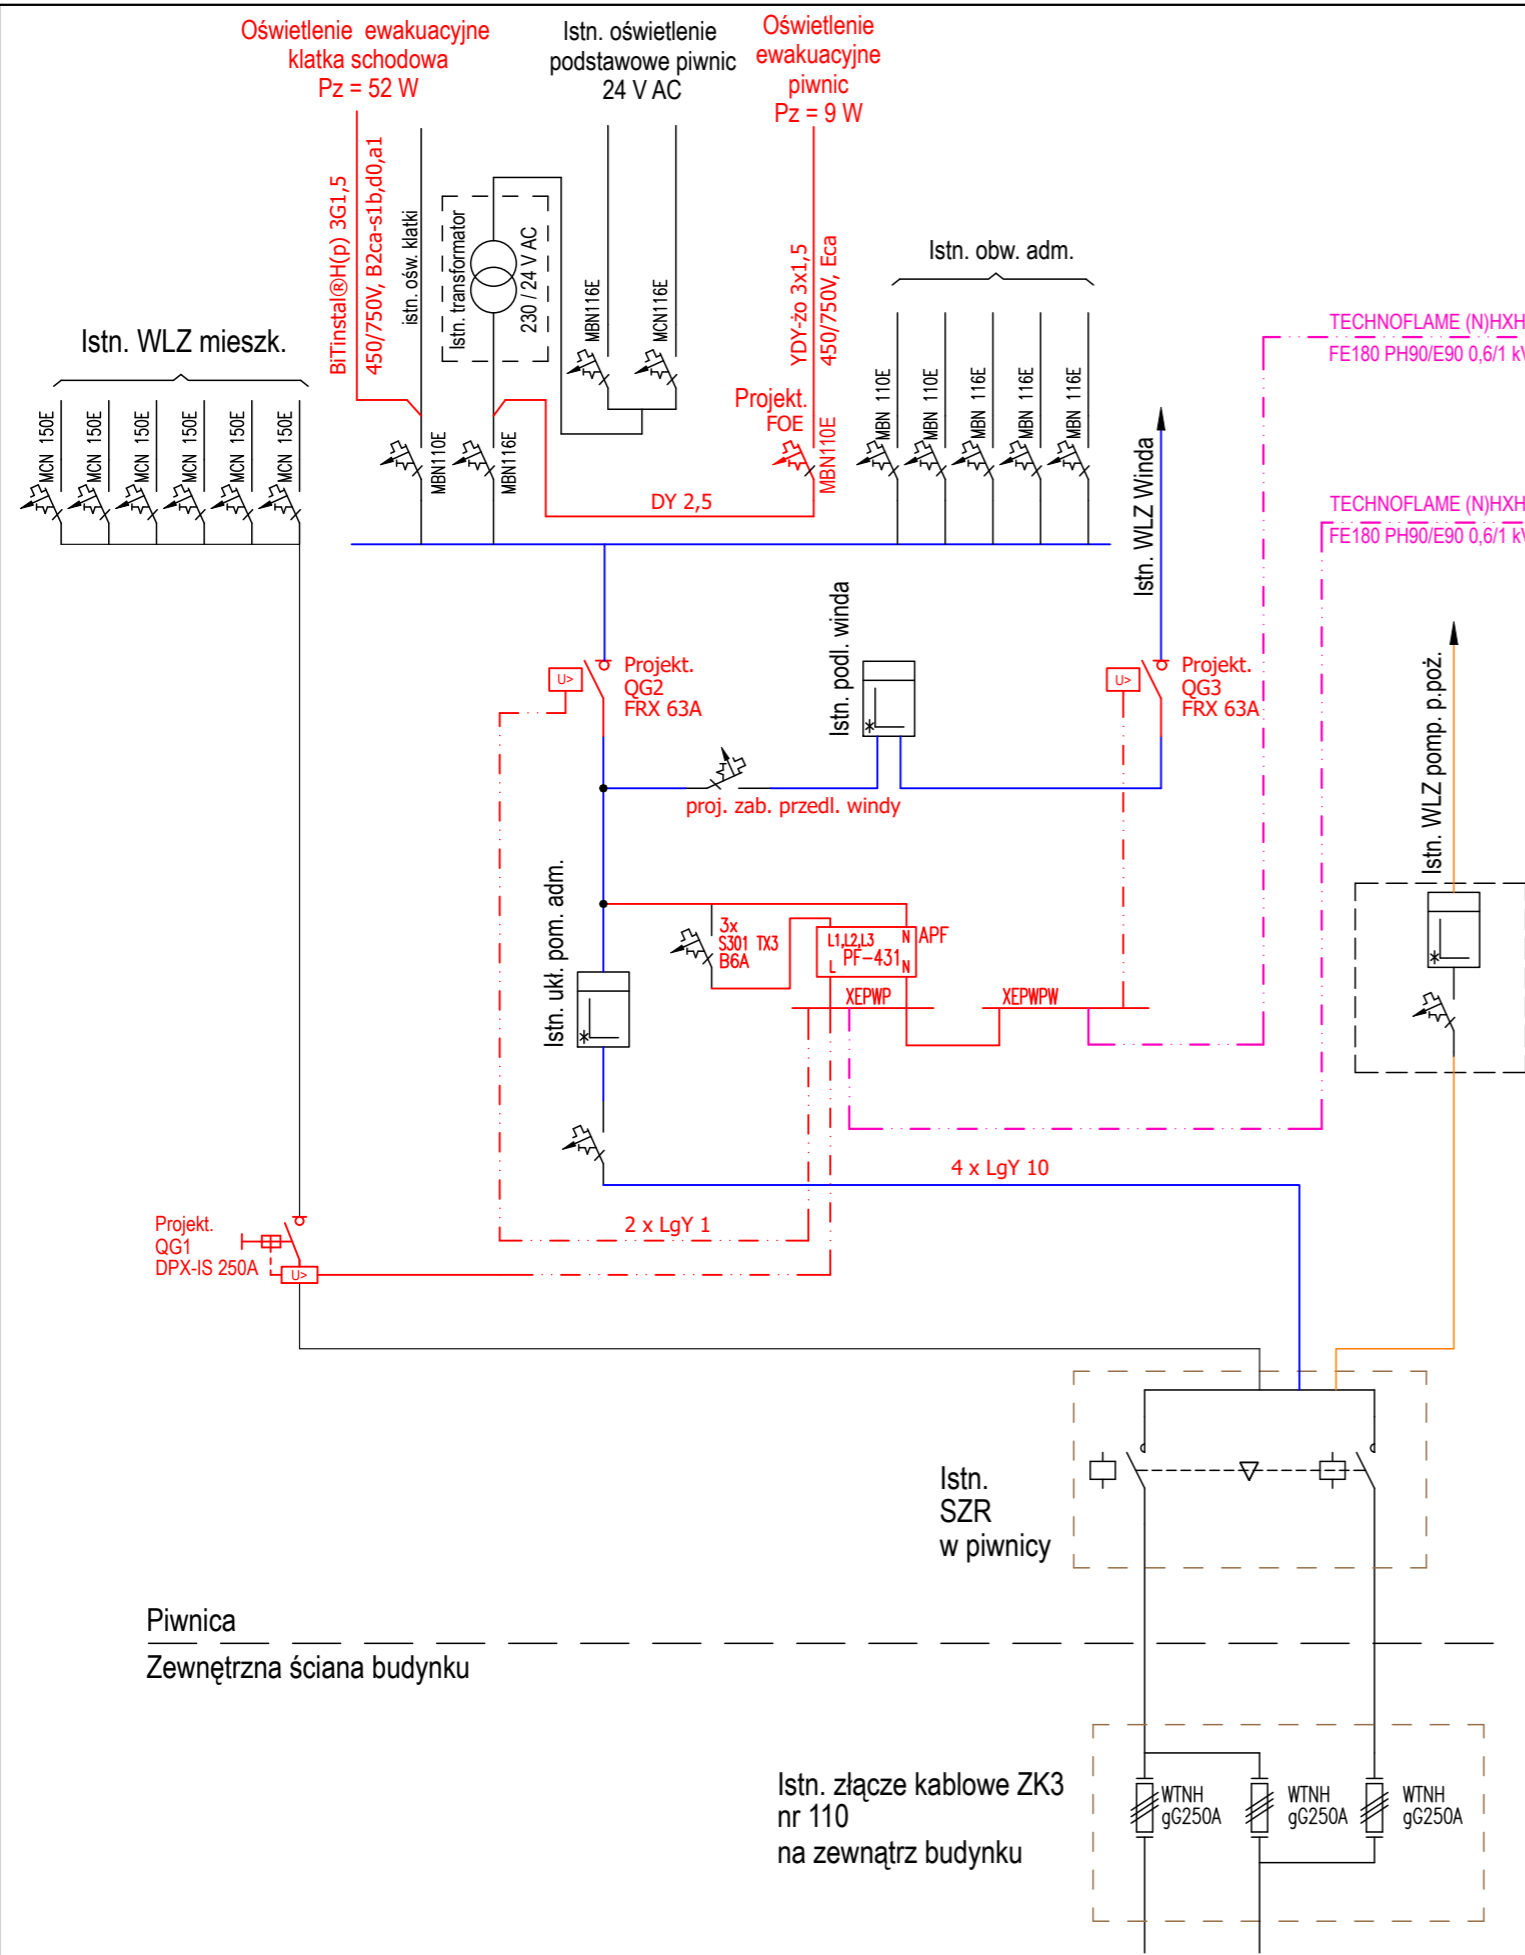 Oświetlenie ewakuacyjne
klatka schodowa
Pz = 52 W
Istn. oświetlenie
podstawowe piwnic
24 V AC
Oświetlenie
ewakuacyjne
piwnic
Pz = 9 W
BiTinstal®H(p) 3G1,5
450/750V, B2ca-s1b,d0,a1
istn. ośw. klatki
Istn. transformator
230 / 24 V AC
MBN116E
MCN116E
YDY-żo 3x1,5
450/750V, Eca
Istn. obw. adm.
Istn. WLZ mieszk.
MCN 150E
MCN 150E
MCN 150E
MCN 150E
MCN 150E
MCN 150E
MBN110E
MBN116E
Projekt.
FOE
MBN110E
MBN 110E
MBN 110E
MBN 116E
MBN 116E
MBN 116E
DY 2,5
TECHNOFLAME (N)HXH
FE180 PH90/E90 0,6/1 kV
TECHNOFLAME (N)HXH
FE180 PH90/E90 0,6/1 kV
Istn. WLZ Winda
Istn. podl. winda
U>
Projekt.
QG2
FRX 63A
U>
Projekt.
QG3
FRX 63A
Istn. WLZ pomp. p.poż.
proj. zab. przedl. windy
Istn. ukł. pom. adm.
3x
S301 TX3
B6A
L1,L2,L3 N
PF-431
L N
APF
XEPWP
XEPWPW
4 x LgY 10
2 x LgY 1
Projekt.
QG1
DPX-IS 250A
U>
Istn.
SZR
w piwnicy
Piwnica
Zewnętrzna ściana budynku
Istn. złącze kablowe ZK3
nr 110
na zewnątrz budynku
WTNH
gG250A
WTNH
gG250A
WTNH
gG250A